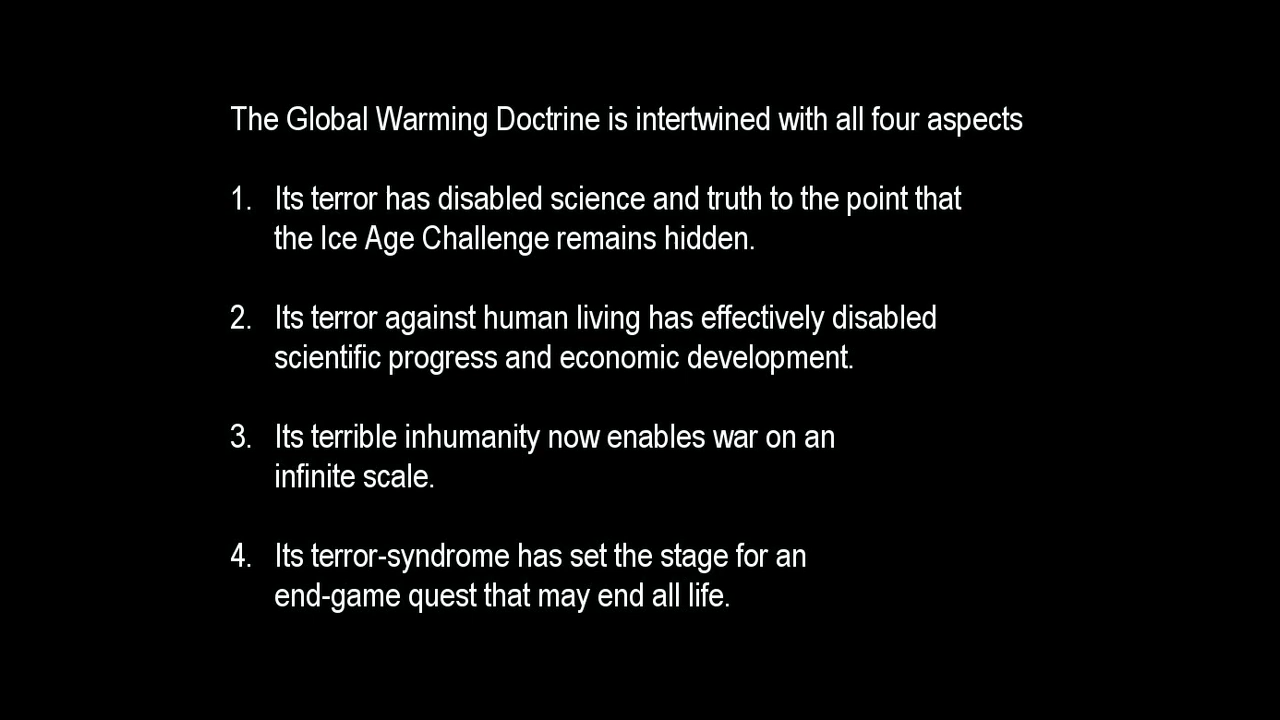 The Global Warming Doctrine is intertwined with all four aspects
1. Its terror has disabled science and truth to the point that
the Ice Age Challenge remains hidden.
2. Its terror against human living has effectively disabled
scientific progress and economic development.
3. Its terrible inhumanity now enables war on an
infinite scale.
4. Its terror-syndrome has set the stage for an
end-game quest that may end all life.